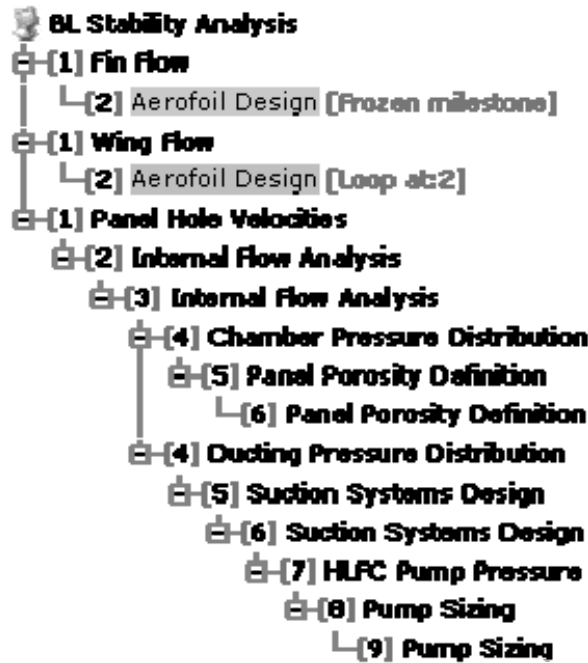 BL Stability Analysis
[1] Fin Flow
[2] Aerofoil Design [Frozen milestone]
[1] Wing Flow
[2] Aerofoil Design [Loop at:2]
[1] Panel Hole Velocities
[2] Internal Flow Analysis
[3] Internal Flow Analysis
[4] Chamber Pressure Distribution
[5] Panel Porosity Definition
[6] Panel Porosity Definition
[4] Ducting Pressure Distribution
[5] Suction Systems Design
[6] Suction Systems Design
[7] HLFC Pump Pressure
[8] Pump Sizing
[9] Pump Sizing